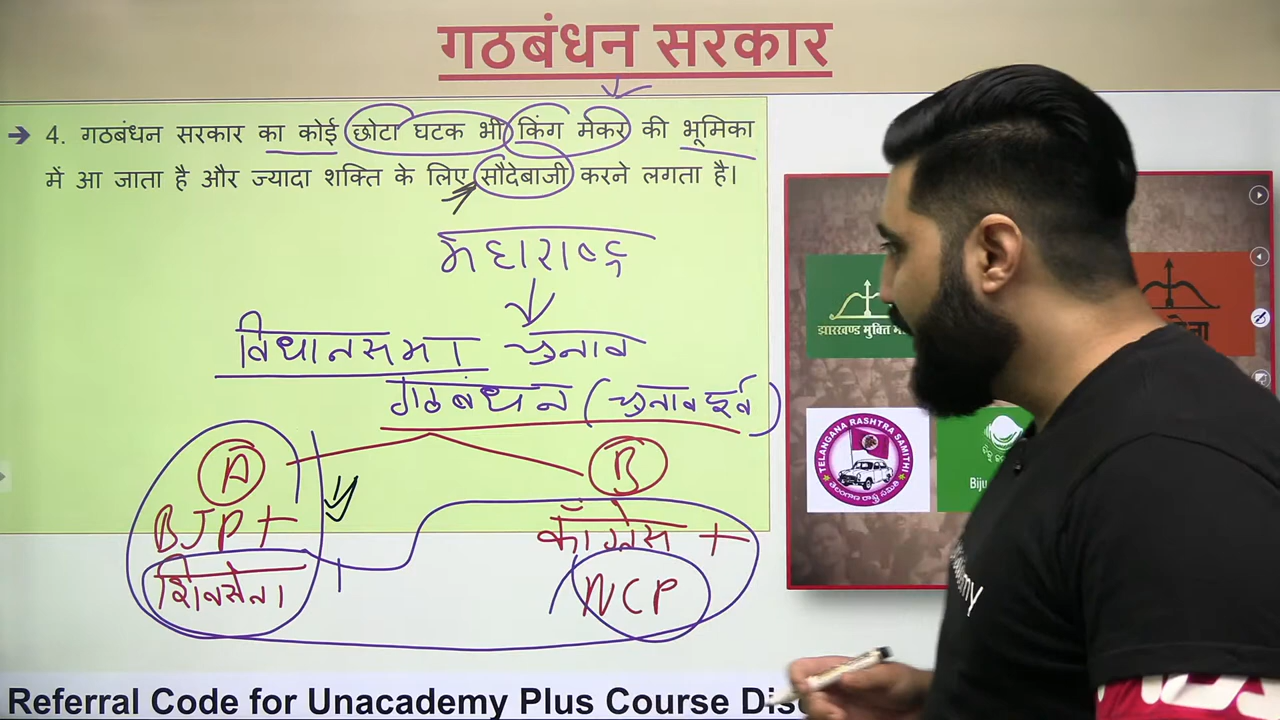 गठबंधन सरकार
➔ 4. गठबंधन सरकार का कोई छोटा घटक भी किंग मेकर की भूमिका
में आ जाता है और ज्यादा शक्ति के लिए सौदेबाजी करने लगता है।
महाराष्ट्र
विधानसभा चुनाव
गठबंधन (चुनाव पूर्व)
A
B
BJP +
शिवसेना
काँग्रेस +
NCP
झारखण्ड मुक्ति
TELANGANA RASHTRA SAMITHI
Biju
Referral Code for Unacademy Plus Course